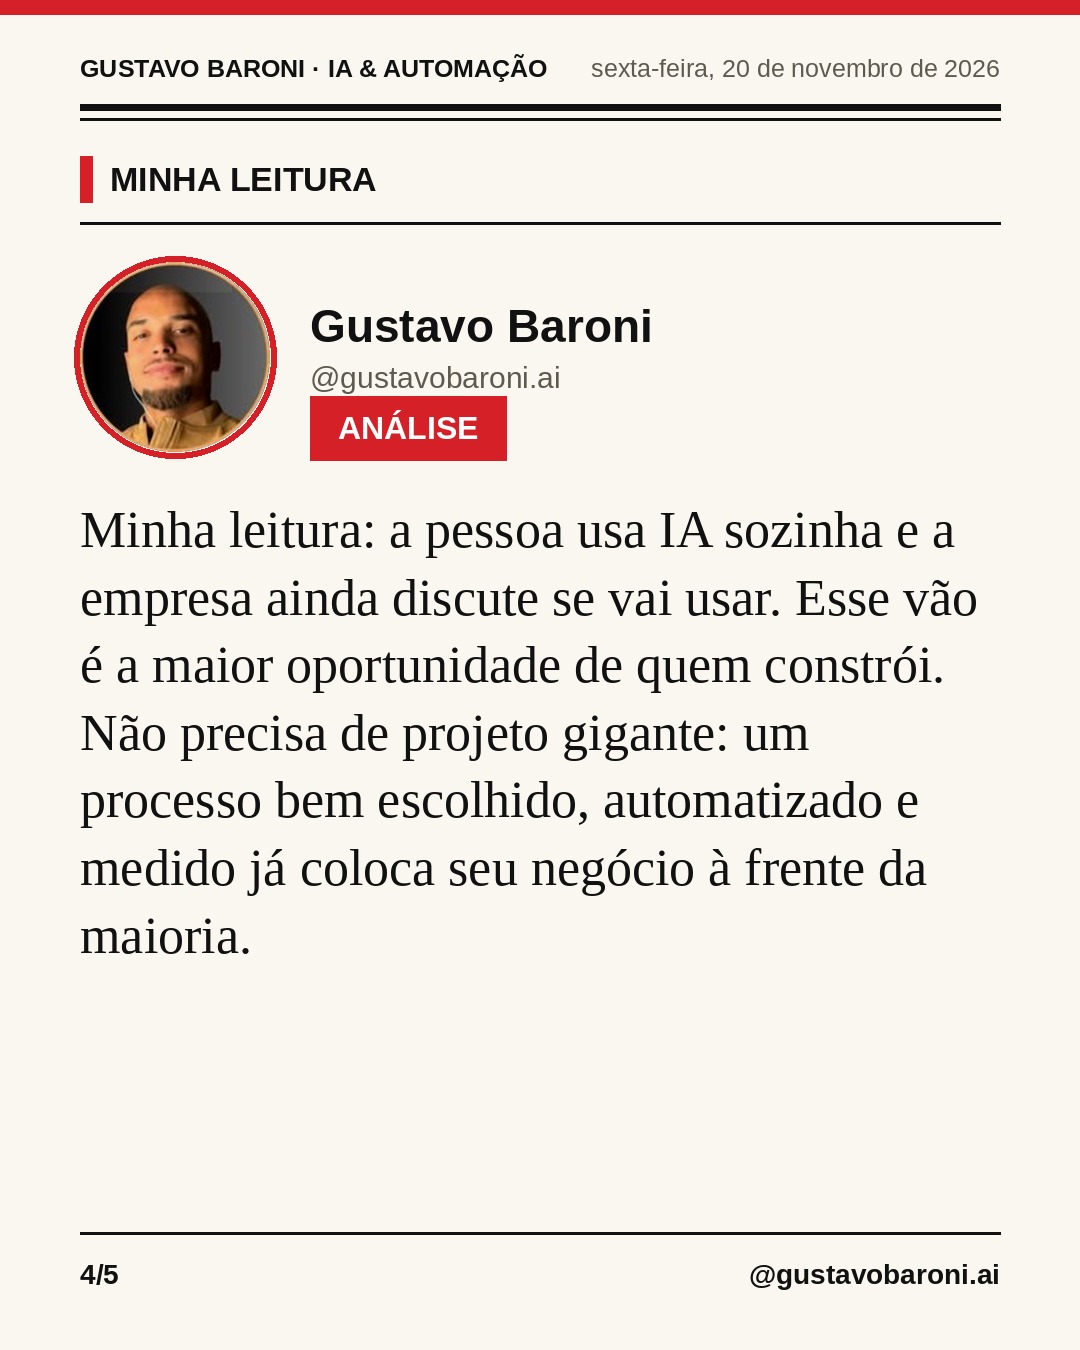 GUSTAVO BARONI · IA & AUTOMAÇÃO
sexta-feira, 20 de novembro de 2026
MINHA LEITURA
Gustavo Baroni
@gustavobaroni.ai
ANÁLISE
Minha leitura: a pessoa usa IA sozinha e a
empresa ainda discute se vai usar. Esse vão
é a maior oportunidade de quem constrói.
Não precisa de projeto gigante: um
processo bem escolhido, automatizado e
medido já coloca seu negócio à frente da
maioria.
4/5
@gustavobaroni.ai